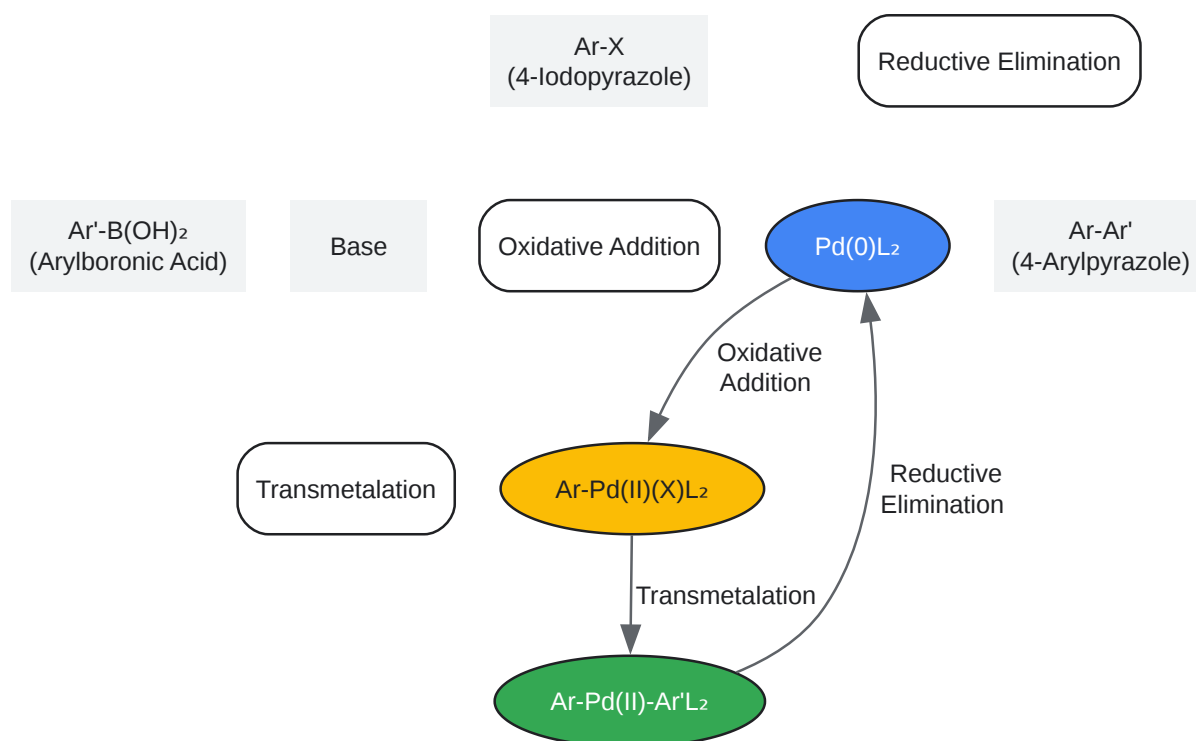 Ar-X
(4-Iodopyrazole)
Reductive Elimination
Ar'-B(OH)₂
(Arylboronic Acid)
Base
Oxidative Addition
Pd(0)L₂
Ar-Ar'
(4-Arylpyrazole)
Oxidative
Addition
Transmetalation
Ar-Pd(II)(X)L₂
Reductive
Elimination
Transmetalation
Ar-Pd(II)-Ar'L₂